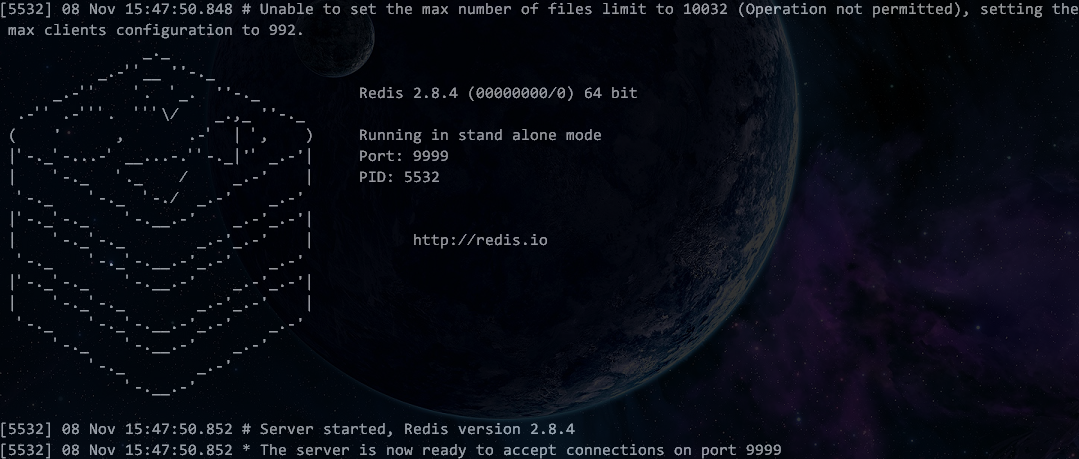 [5532] 08 Nov 15:47:50.848 # Unable to set the max number of files limit to 10032 (Operation not permitted), setting the
max clients configuration to 992.
Redis 2.8.4 (00000000/0) 64 bit
Running in stand alone mode
Port: 9999
PID: 5532
http://redis.io
[5532] 08 Nov 15:47:50.852 # Server started, Redis version 2.8.4
[5532] 08 Nov 15:47:50.852 * The server is now ready to accept connections on port 9999